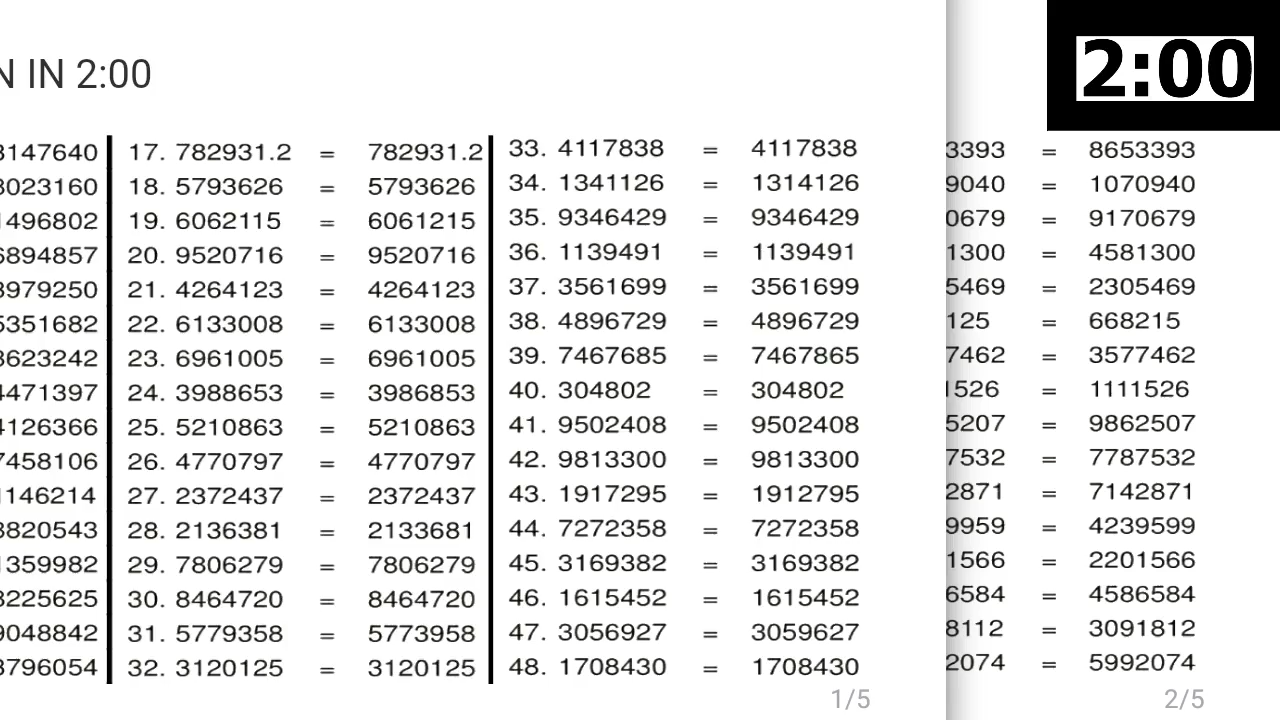 N IN 2:00
2:00
3147640 17. 782931.2 = 782931.2 33. 4117838 = 4117838 3393 = 8653393
3023160 18. 5793626 = 5793626 34. 1341126 = 1314126 9040 = 1070940
1496802 19. 6062115 = 6061215 35. 9346429 = 9346429 0679 = 9170679
6894857 20. 9520716 = 9520716 36. 1139491 = 1139491 1300 = 4581300
3979250 21. 4264123 = 4264123 37. 3561699 = 3561699 5469 = 2305469
5351682 22. 6133008 = 6133008 38. 4896729 = 4896729 125 = 668215
3623242 23. 6961005 = 6961005 39. 7467685 = 7467865 7462 = 3577462
4471397 24. 3988653 = 3986853 40. 304802 = 304802 1526 = 1111526
4126366 25. 5210863 = 5210863 41. 9502408 = 9502408 5207 = 9862507
7458106 26. 4770797 = 4770797 42. 9813300 = 9813300 7532 = 7787532
1146214 27. 2372437 = 2372437 43. 1917295 = 1912795 2871 = 7142871
3820543 28. 2136381 = 2133681 44. 7272358 = 7272358 9959 = 4239599
1359982 29. 7806279 = 7806279 45. 3169382 = 3169382 1566 = 2201566
3225625 30. 8464720 = 8464720 46. 1615452 = 1615452 6584 = 4586584
9048842 31. 5779358 = 5773958 47. 3056927 = 3059627 8112 = 3091812
3796054 32. 3120125 = 3120125 48. 1708430 = 1708430 2074 = 5992074
1/5 2/5